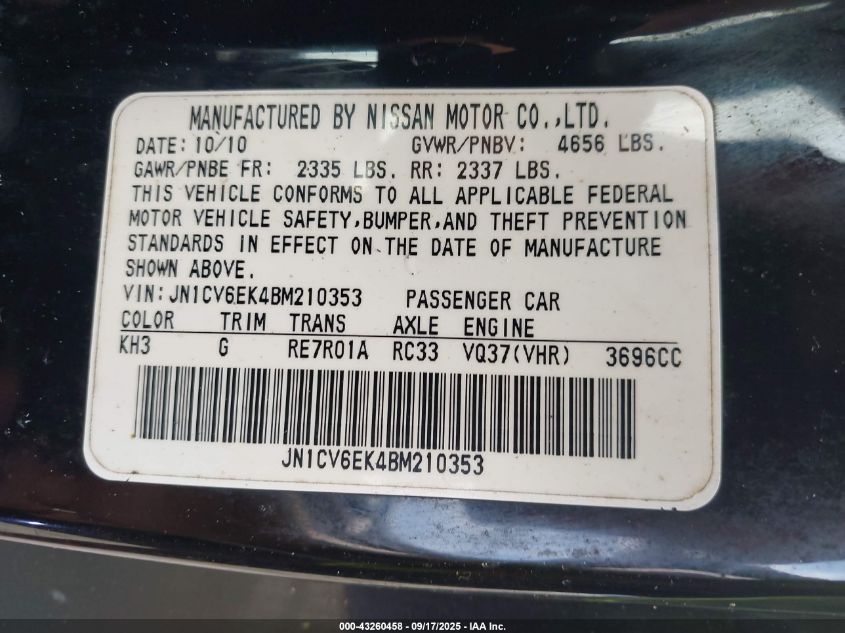 MANUFACTURED BY NISSAN MOTOR CO.,LTD.
DATE: 10/10 GVWR/PNBV: 4656 LBS.
GAWR/PNBE FR: 2335 LBS. RR: 2337 LBS.
THIS VEHICLE CONFORMS TO ALL APPLICABLE FEDERAL
MOTOR VEHICLE SAFETY,BUMPER,AND THEFT PREVENTION
STANDARDS IN EFFECT ON THE DATE OF MANUFACTURE
SHOWN ABOVE.
VIN: JN1CV6EK4BM210353 PASSENGER CAR
COLOR TRIM TRANS AXLE ENGINE
KH3 G RE7R01A RC33 VQ37(VHR) 3696CC
JN1CV6EK4BM210353
000-43260458 - 09/17/2025 - IAA Inc.